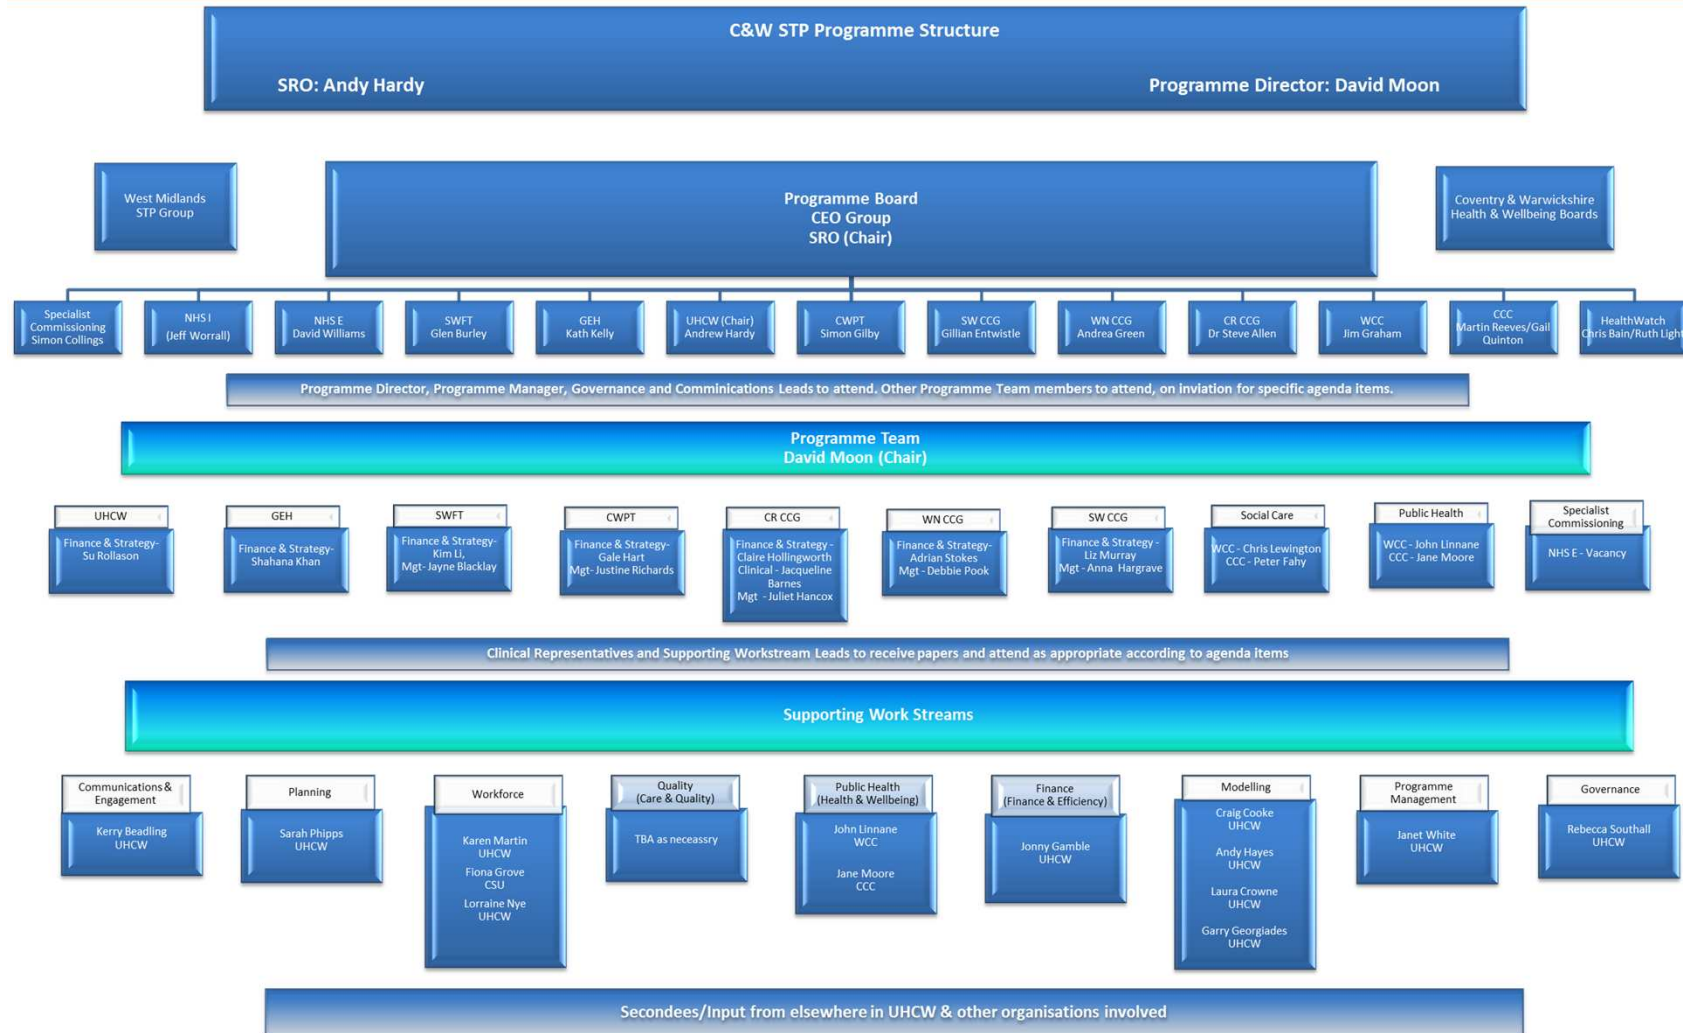 C&W STP Programme Structure
SRO: Andy Hardy
Programme Director: David Moon
West Midlands
STP Group
Programme Board
CEO Group
SRO (Chair)
Coventry & Warwickshire
Health & Wellbeing Boards
Specialist
Commissioning
Simon Collings
NHS I
(Jeff Worrall)
NHS E
David Williams
SWFT
Glen Burley
GEH
Kath Kelly
UHCW (Chair)
Andrew Hardy
CWPT
Simon Gilby
SW CCG
Gillian Entwistle
WN CCG
Andrea Green
CR CCG
Dr Steve Allen
WCC
Jim Graham
CCC
Martin Reeves/Gail
Quinton
HealthWatch
Chris Bain/Ruth Light
Programme Director, Programme Manager, Governance and Comminications Leads to attend. Other Programme Team members to attend, on inviation for specific agenda items.
Programme Team
David Moon (Chair)
UHCW
Finance & Strategy-
Su Rollason
GEH
Finance & Strategy-
Shahana Khan
SWFT
Finance & Strategy-
Kim Li,
Mgt- Jayne Blacklay
CWPT
Finance & Strategy-
Gale Hart
Mgt- Justine Richards
CR CCG
Finance & Strategy -
Claire Hollingworth
Clinical - Jacqueline
Barnes
Mgt - Juliet Hancox
WN CCG
Finance & Strategy-
Adrian Stokes
Mgt - Debbie Pook
SW CCG
Finance & Strategy -
Liz Murray
Mgt - Anna Hargrave
Social Care
WCC - Chris Lewington
CCC - Peter Fahy
Public Health
WCC - John Linnane
CCC - Jane Moore
Specialist
Commissioning
NHS E - Vacancy
Clinical Representatives and Supporting Workstream Leads to receive papers and attend as appropriate according to agenda items
Supporting Work Streams
Communications &
Engagement
Kerry Beadling
UHCW
Planning
Sarah Phipps
UHCW
Workforce
Karen Martin
UHCW
Fiona Grove
CSU
Lorraine Nye
UHCW
Quality
(Care & Quality)
TBA as neceassry
Public Health
(Health & Wellbeing)
John Linnane
WCC
Jane Moore
CCC
Finance
(Finance & Efficiency)
Jonny Gamble
UHCW
Modelling
Craig Cooke
UHCW
Andy Hayes
UHCW
Laura Crowne
UHCW
Garry Georgiades
UHCW
Programme
Management
Janet White
UHCW
Governance
Rebecca Southall
UHCW
Secondees/Input from elsewhere in UHCW & other organisations involved